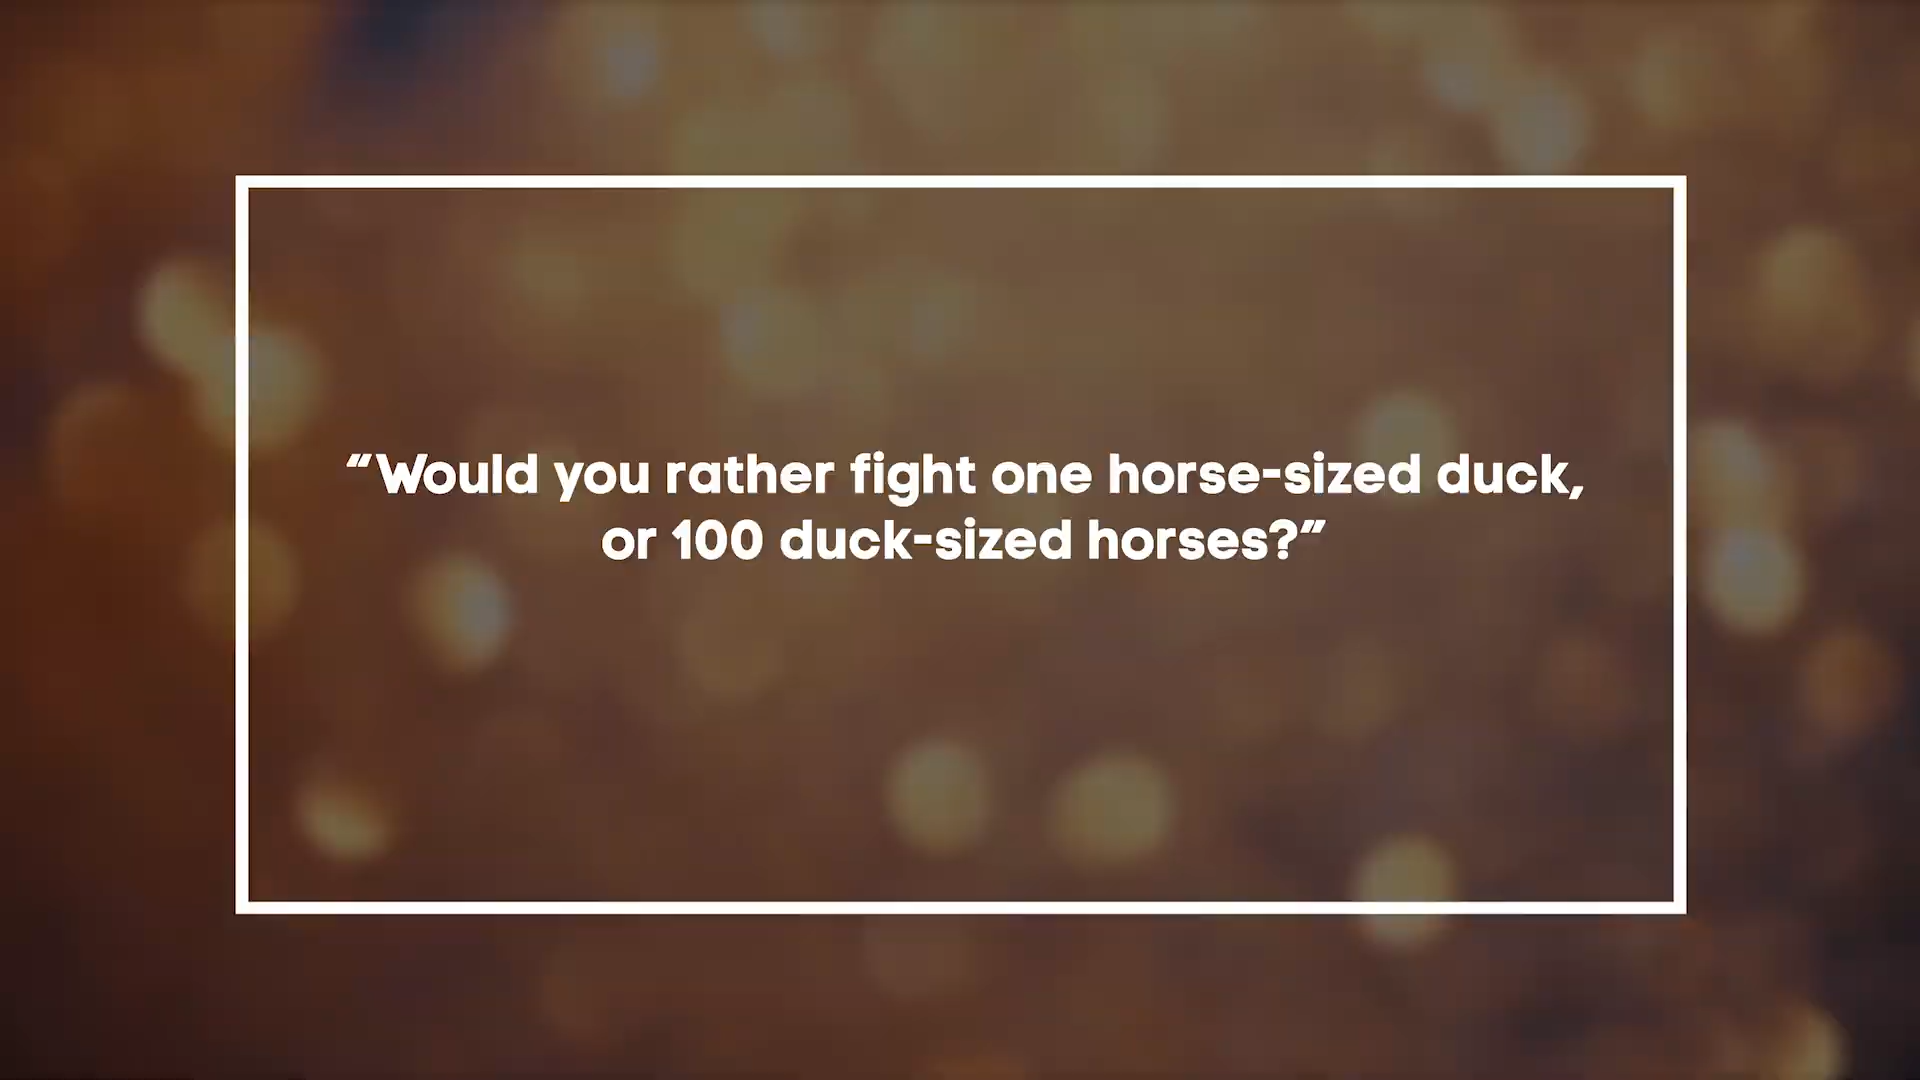 “Would you rather fight one horse-sized duck,
or 100 duck-sized horses?”